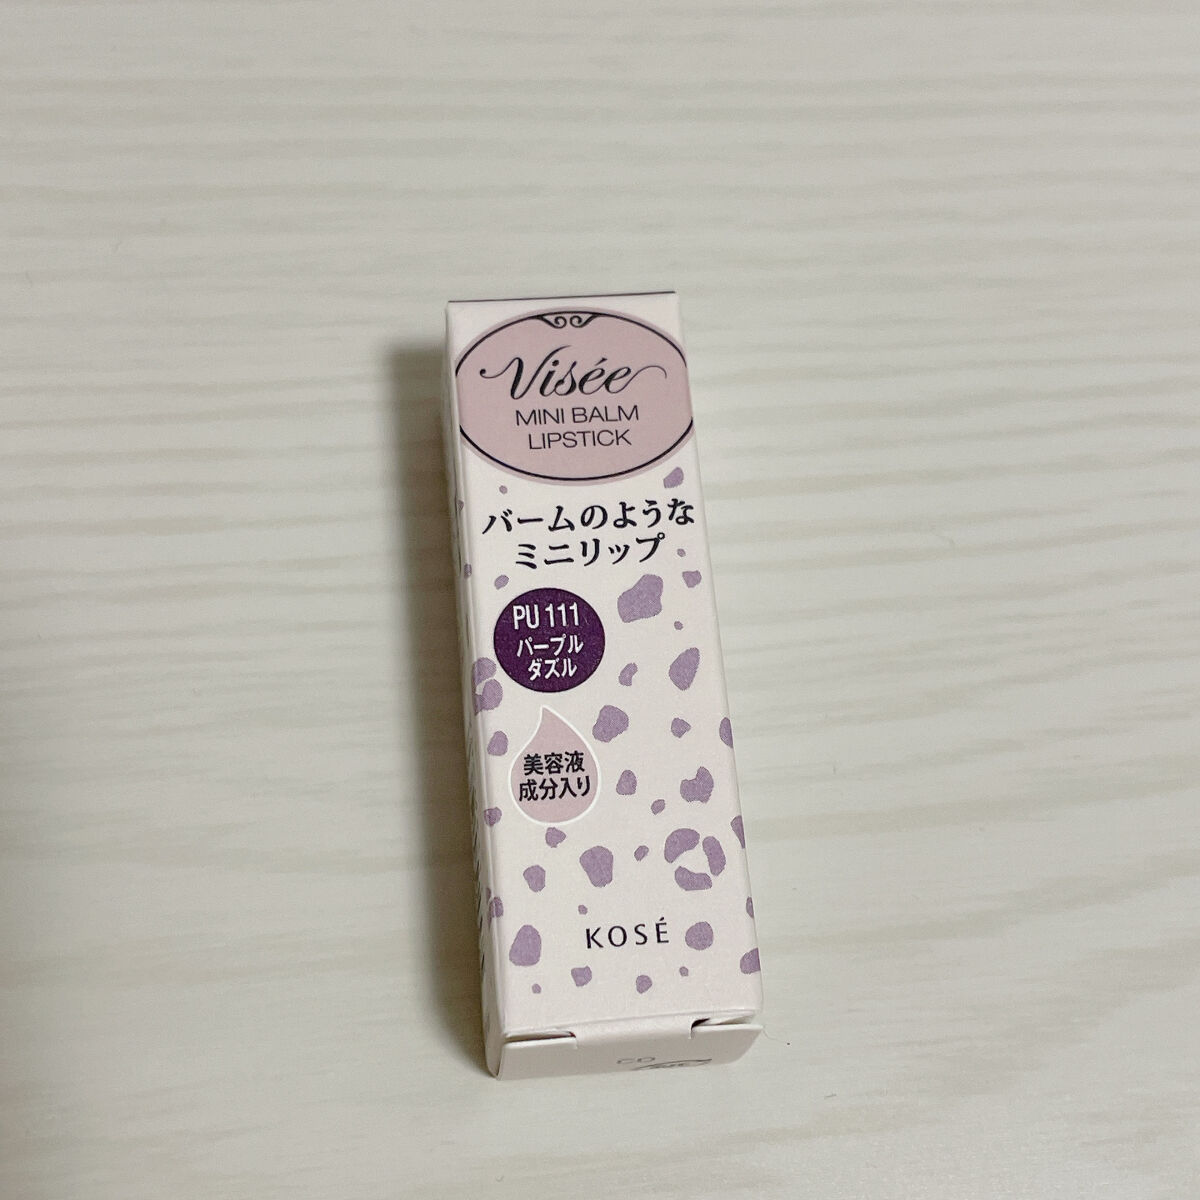 Visée
MINI BALM
LIPSTICK
バームのような
ミニリップ
PU 111
パープル
ダズル
美容液
成分入り
KOSÉ